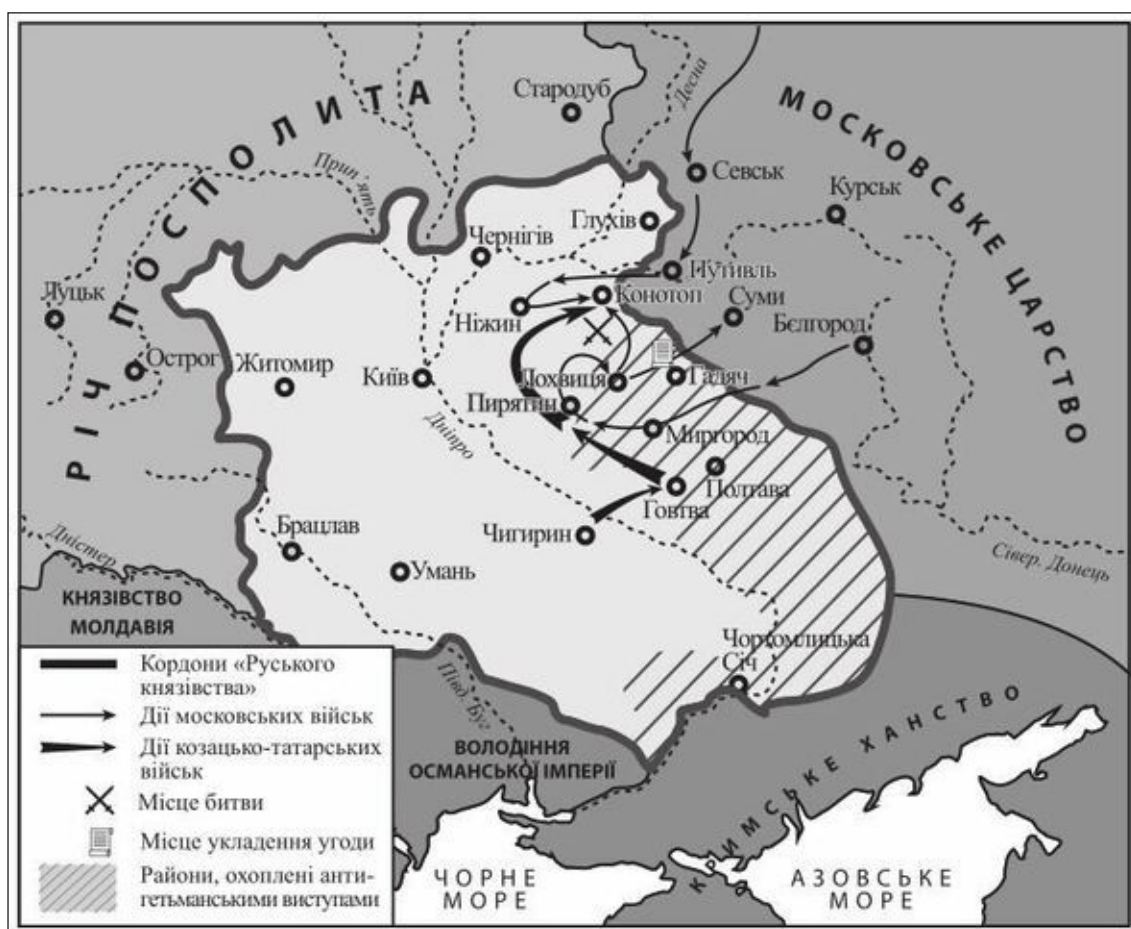 РІЧ ПОСПОЛИТА
МОСКОВСЬКЕ ЦАРСТВО
Стародуб
Десна
Севськ
Курськ
Прип'ять
Глухів
Чернігів
Путивль
Луцьк
Конотоп
Суми
Ніжин
Бєлгород
Острог
Житомир
Київ
Лохвиця
Гадяч
Пирятин
Дніпро
Миргород
Полтава
Говтва
Брацлав
Чигирин
Дністер
Умань
Сівер. Донець
КНЯЗІВСТВО
МОЛДАВІЯ
Чортомлицька
Січ
Півд. Буг
ВОЛОДІННЯ
ОСМАНСЬКОЇ ІМПЕРІЇ
КРИМСЬКЕ ХАНСТВО
ЧОРНЕ
МОРЕ
АЗОВСЬКЕ
МОРЕ
Кордони «Руського
князівства»
Дії московських військ
Дії козацько-татарських
військ
Місце битви
Місце укладення угоди
Райони, охоплені анти-
гетьманськими виступами